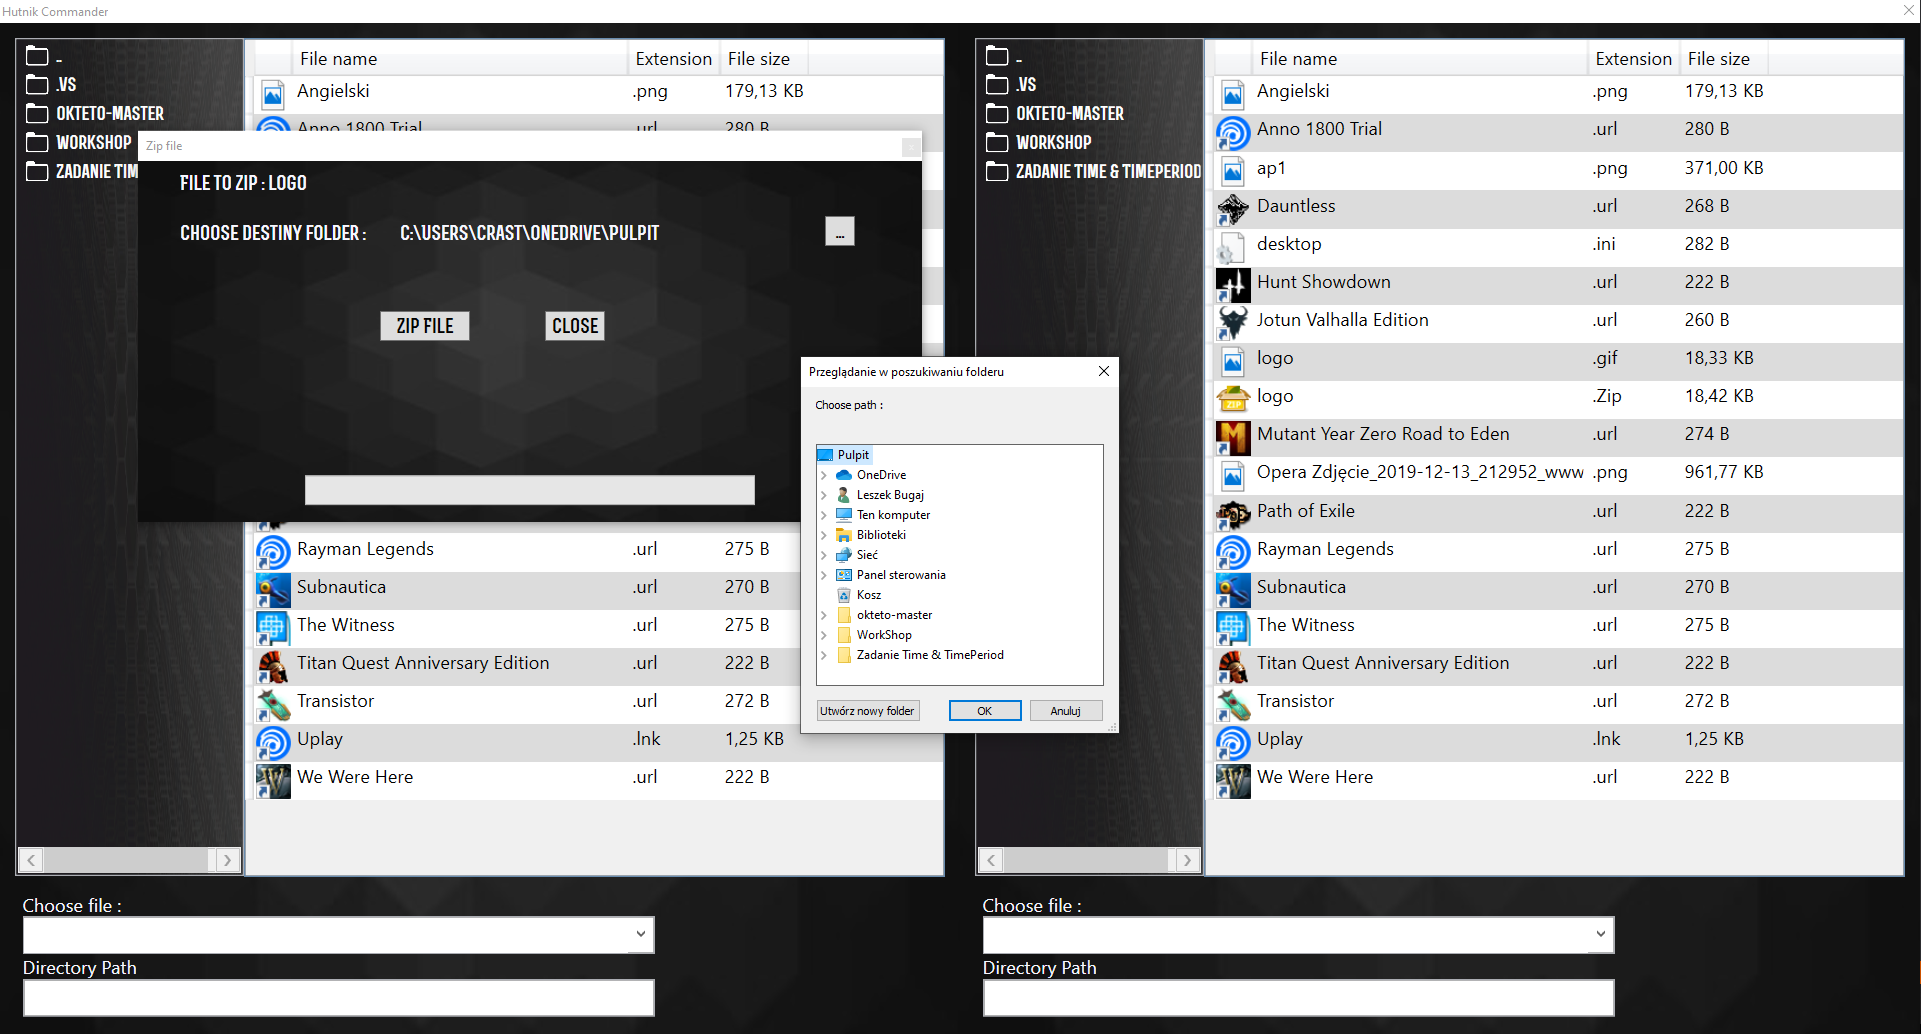 Hutnik Commander
_
.VS
OKTETO-MASTER
WORKSHOP
ZADANIE TIM
File name Extension File size
Angielski .png 179,13 KB
Anno 1800 Trial .url 280 B
Zip file
FILE TO ZIP : LOGO
CHOOSE DESTINY FOLDER : C:\USERS\CRAST\ONEDRIVE\PULPIT ...
ZIP FILE CLOSE
Rayman Legends .url 275 B
Subnautica .url 270 B
The Witness .url 275 B
Titan Quest Anniversary Edition .url 222 B
Transistor .url 272 B
Uplay .lnk 1,25 KB
We Were Here .url 222 B
Przeglądanie w poszukiwaniu folderu
Choose path :
Pulpit
OneDrive
Leszek Bugaj
Ten komputer
Biblioteki
Sieć
Panel sterowania
Kosz
okteto-master
WorkShop
Zadanie Time & TimePeriod
Utwórz nowy folder OK Anuluj
_
.VS
OKTETO-MASTER
WORKSHOP
ZADANIE TIME & TIMEPERIOD
File name Extension File size
Angielski .png 179,13 KB
Anno 1800 Trial .url 280 B
ap1 .png 371,00 KB
Dauntless .url 268 B
desktop .ini 282 B
Hunt Showdown .url 222 B
Jotun Valhalla Edition .url 260 B
logo .gif 18,33 KB
logo .Zip 18,42 KB
Mutant Year Zero Road to Eden .url 274 B
Opera Zdjęcie_2019-12-13_212952_www .png 961,77 KB
Path of Exile .url 222 B
Rayman Legends .url 275 B
Subnautica .url 270 B
The Witness .url 275 B
Titan Quest Anniversary Edition .url 222 B
Transistor .url 272 B
Uplay .lnk 1,25 KB
We Were Here .url 222 B
Choose file :
Directory Path
Choose file :
Directory Path